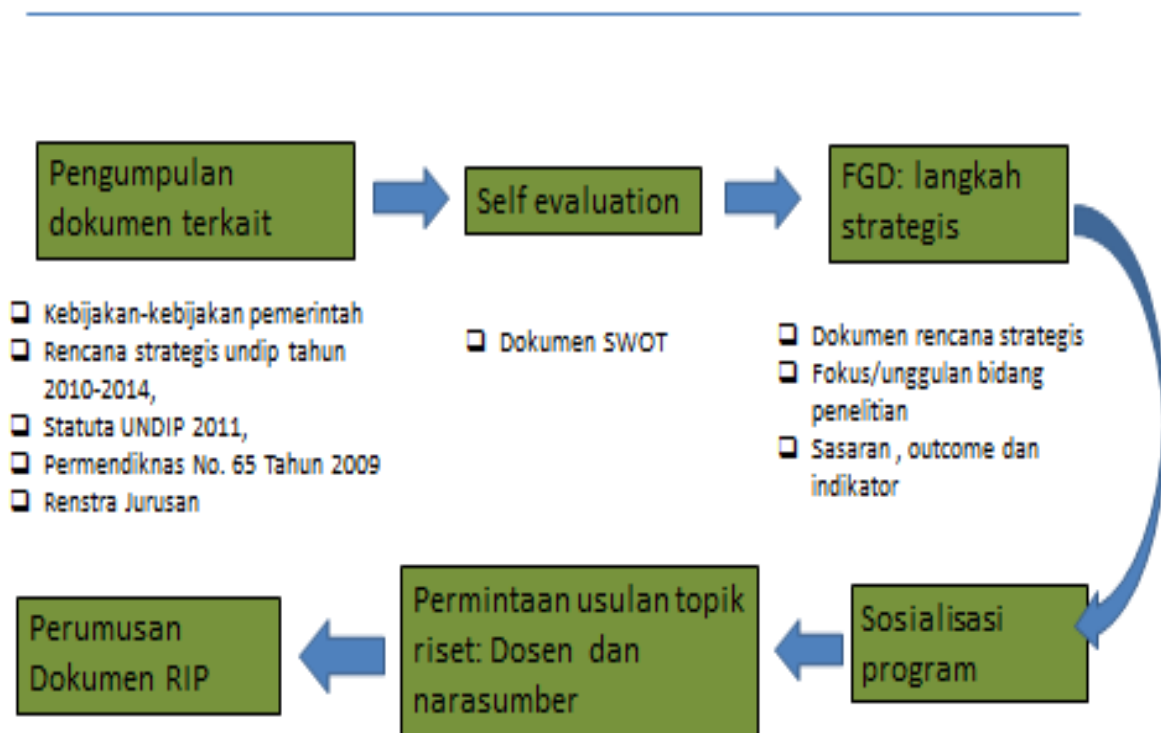 Pengumpulan
dokumen terkait
Self evaluation
FGD: langkah
strategis
❑ Kebijakan-kebijakan pemerintah
❑ Rencana strategis undip tahun
2010-2014,
❑ Statuta UNDIP 2011,
❑ Permendiknas No. 65 Tahun 2009
❑ Renstra Jurusan
❑ Dokumen SWOT
❑ Dokumen rencana strategis
❑ Fokus/unggulan bidang
penelitian
❑ Sasaran , outcome dan
indikator
Sosialisasi
program
Permintaan usulan topik
riset: Dosen dan
narasumber
Perumusan
Dokumen RIP